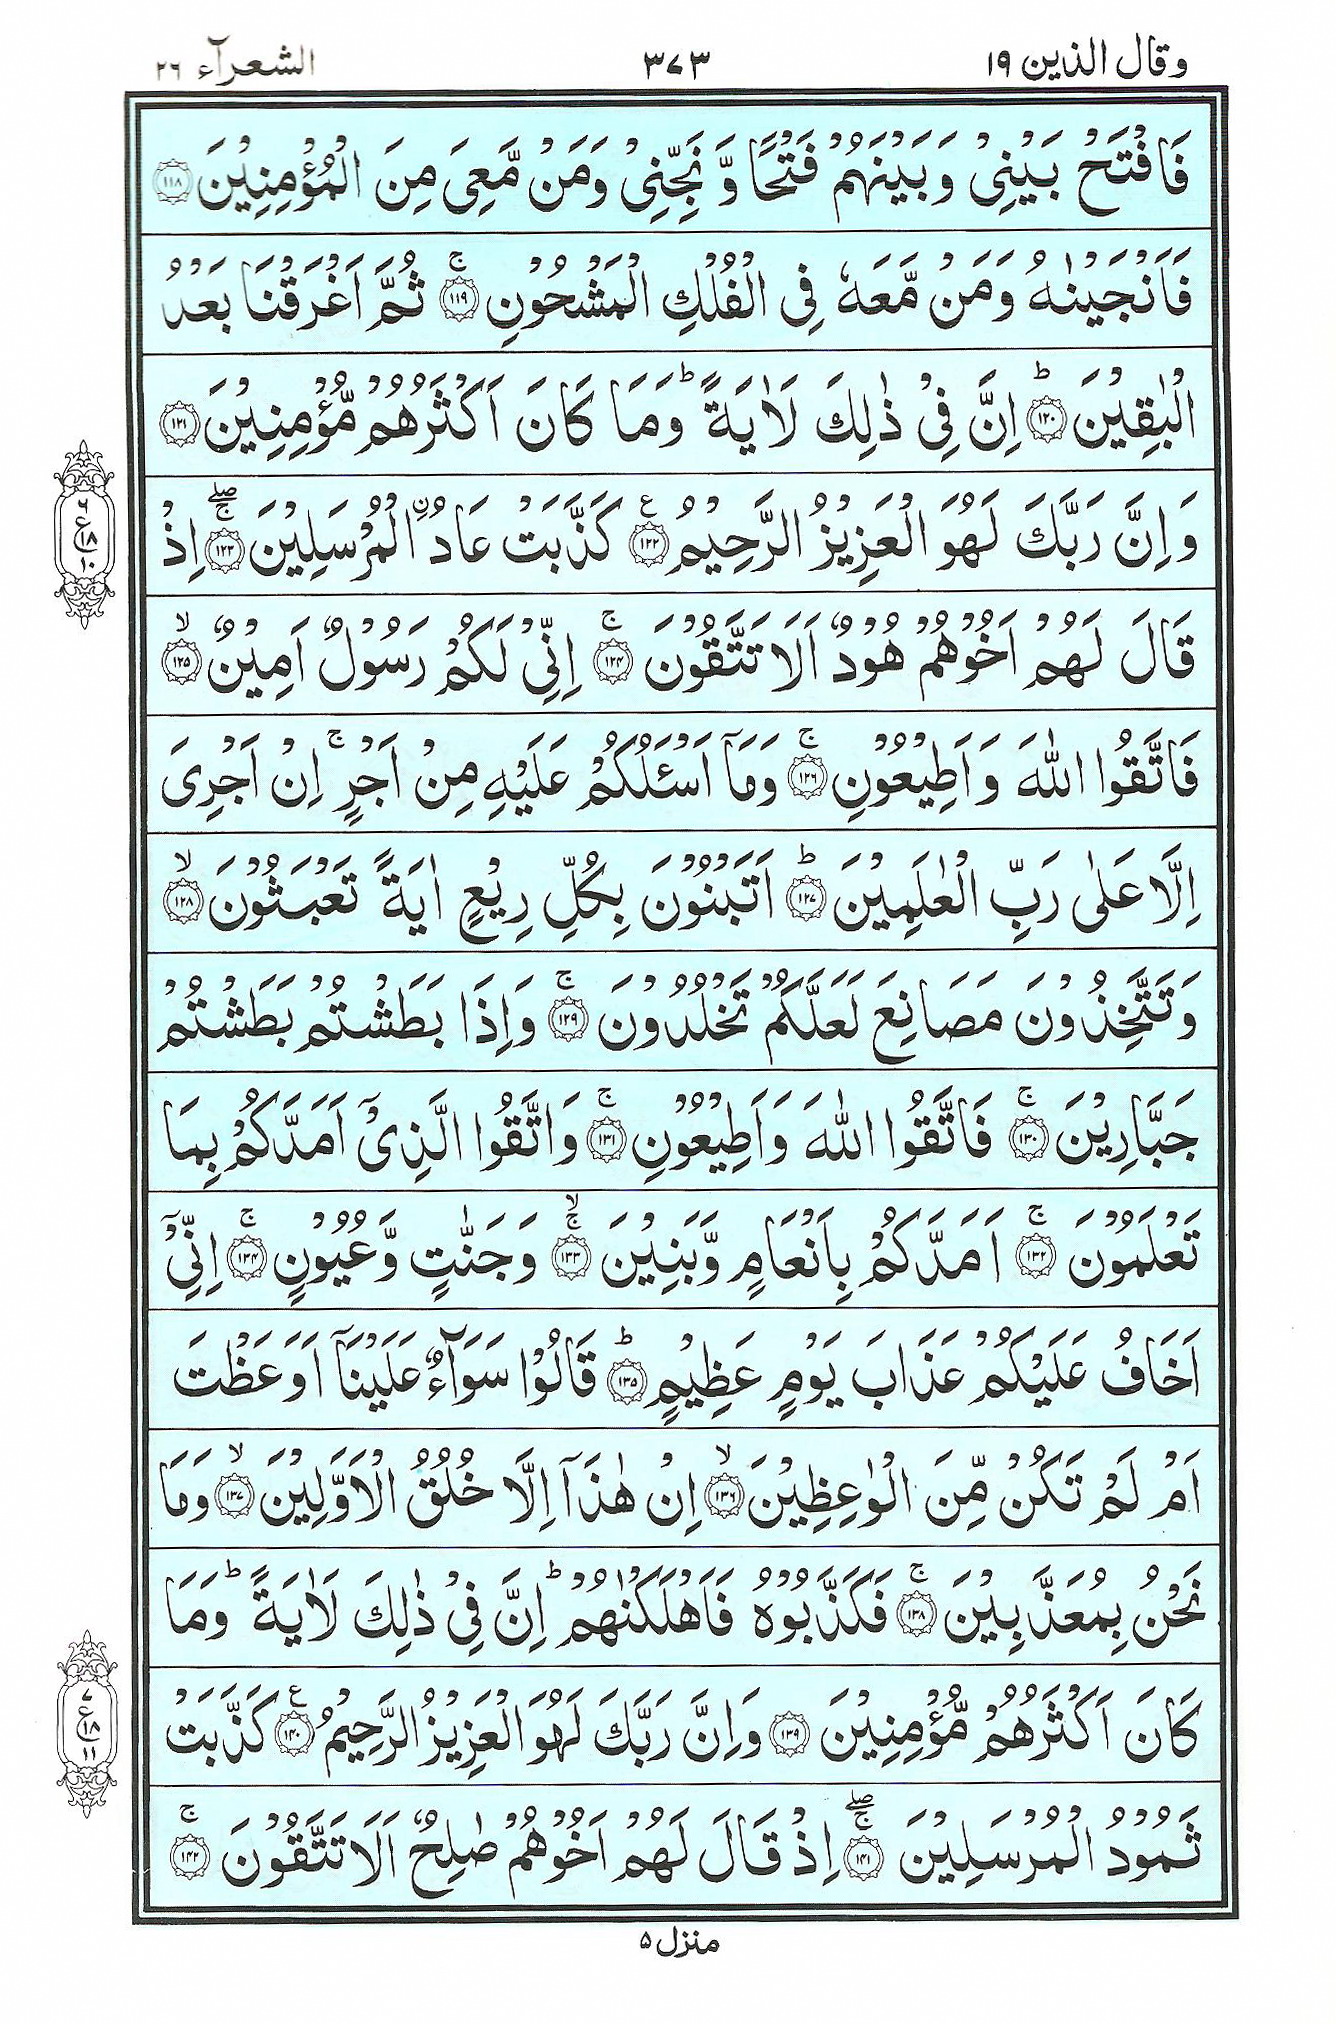 وقال الذين ١٩
٣٧٣
الشعرآء ٢٦
فَافْتَحْ بَيْنِىْ وَبَيْنَهُمْ فَتْحًا وَّ نَجِّنِىْ وَمَنْ مَّعِىَ مِنَ الْمُؤْمِنِيْنَ ﴿١١٨﴾
فَاَنْجَيْنٰهُ وَمَنْ مَّعَهٗ فِى الْفُلْكِ الْمَشْحُوْنِ ۚ﴿١١٩﴾ ثُمَّ اَغْرَقْنَا بَعْدُ
الْبٰقِيْنَ ؕ﴿١٢٠﴾ اِنَّ فِىْ ذٰلِكَ لَاٰيَةً ؕ وَمَا كَانَ اَكْثَرُهُمْ مُّؤْمِنِيْنَ ﴿١٢١﴾
وَاِنَّ رَبَّكَ لَهُوَ الْعَزِيْزُ الرَّحِيْمُ ﴿١٢٢﴾ع كَذَّبَتْ عَادُ ۨالْمُرْسَلِيْنَ ۖۚ﴿١٢٣﴾ اِذْ
قَالَ لَهُمْ اَخُوْهُمْ هُوْدٌ اَلَا تَتَّقُوْنَ ۚ﴿١٢٤﴾ اِنِّىْ لَكُمْ رَسُوْلٌ اَمِيْنٌ ۙ﴿١٢٥﴾
فَاتَّقُوا اللّٰهَ وَاَطِيْعُوْنِ ۚ﴿١٢٦﴾ وَمَاۤ اَسْـَٔلُكُمْ عَلَيْهِ مِنْ اَجْرٍ ۚ اِنْ اَجْرِىَ
اِلَّا عَلٰى رَبِّ الْعٰلَمِيْنَ ؕ﴿١٢٧﴾ اَتَبْنُوْنَ بِكُلِّ رِيْعٍ اٰيَةً تَعْبَثُوْنَ ۙ﴿١٢٨﴾
وَتَتَّخِذُوْنَ مَصَانِعَ لَعَلَّكُمْ تَخْلُدُوْنَ ۚ﴿١٢٩﴾ وَاِذَا بَطَشْتُمْ بَطَشْتُمْ
جَبَّارِيْنَ ۚ﴿١٣٠﴾ فَاتَّقُوا اللّٰهَ وَاَطِيْعُوْنِ ۚ﴿١٣١﴾ وَاتَّقُوا الَّذِىْۤ اَمَدَّكُمْ بِمَا
تَعْلَمُوْنَ ۚ﴿١٣٢﴾ اَمَدَّكُمْ بِاَنْعَامٍ وَّبَنِيْنَ ۚۙ﴿١٣٣﴾ وَجَنّٰتٍ وَّعُيُوْنٍ ۚ﴿١٣٤﴾ اِنِّىْۤ
اَخَافُ عَلَيْكُمْ عَذَابَ يَوْمٍ عَظِيْمٍ ؕ﴿١٣٥﴾ قَالُوْا سَوَآءٌ عَلَيْنَاۤ اَوَعَظْتَ
اَمْ لَمْ تَكُنْ مِّنَ الْوٰعِظِيْنَ ۙ﴿١٣٦﴾ اِنْ هٰذَاۤ اِلَّا خُلُقُ الْاَوَّلِيْنَ ۙ﴿١٣٧﴾ وَمَا
نَحْنُ بِمُعَذَّبِيْنَ ۚ﴿١٣٨﴾ فَكَذَّبُوْهُ فَاَهْلَكْنٰهُمْ ؕ اِنَّ فِىْ ذٰلِكَ لَاٰيَةً ؕ وَمَا
كَانَ اَكْثَرُهُمْ مُّؤْمِنِيْنَ ﴿١٣٩﴾ وَاِنَّ رَبَّكَ لَهُوَ الْعَزِيْزُ الرَّحِيْمُ ﴿١٤٠﴾ع كَذَّبَتْ
ثَمُوْدُ الْمُرْسَلِيْنَ ۖۚ﴿١٤١﴾ اِذْ قَالَ لَهُمْ اَخُوْهُمْ صٰلِحٌ اَلَا تَتَّقُوْنَ ۚ﴿١٤٢﴾
٦
ع١٨
١٠
٧
ع١٨
١١
منزل ٥